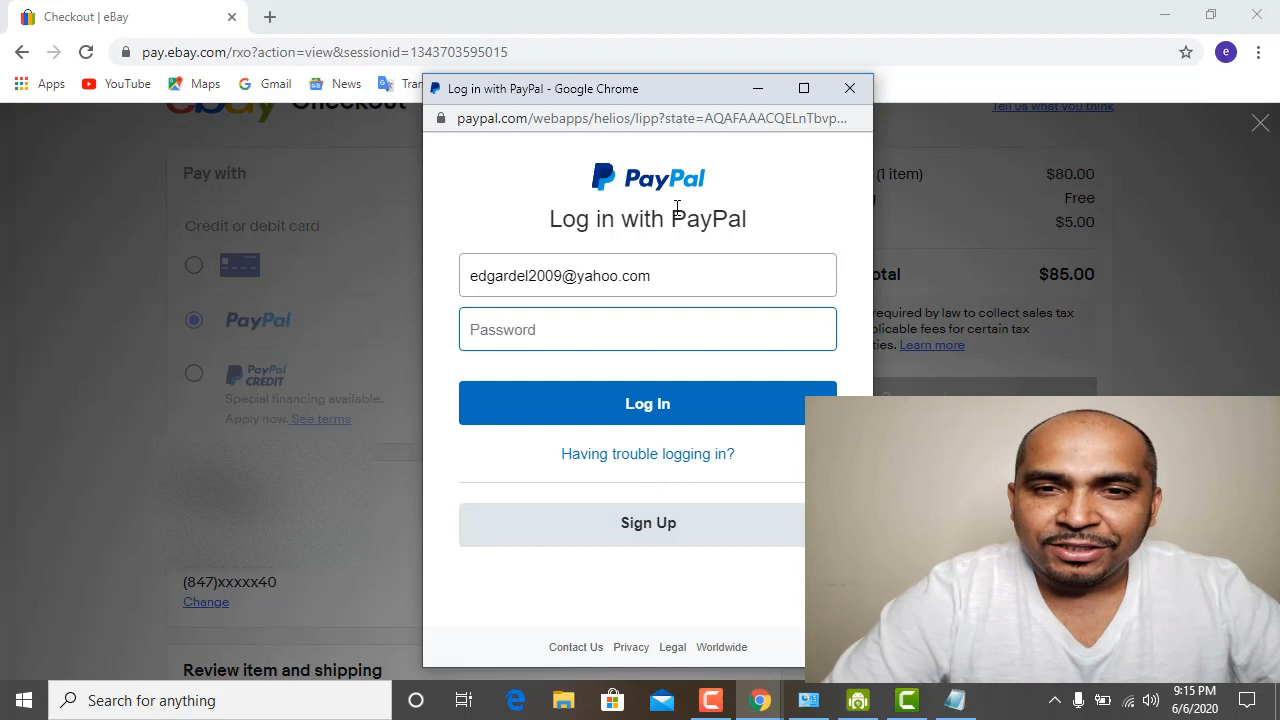 Checkout | eBay
pay.ebay.com/rxo?action=view&sessionid=1343703595015
e
Apps
YouTube
Maps
Gmail
News
Log in with PayPal - Google Chrome
paypal.com/webapps/helios/lipp?state=AQAFAAACQELnTbvp...
Checkout
Tell us what you think
Pay with
Credit or debit card
PayPal
PayPal
CREDIT
Special financing available.
Apply now. See terms
(847)xxxxx40
Change
Review item and shipping
PayPal
Log in with PayPal
edgardel2009@yahoo.com
Password
Log In
Having trouble logging in?
Sign Up
Contact Us Privacy Legal Worldwide
(1 item) $80.00
Free
$5.00
otal $85.00
required by law to collect sales tax
plicable fees for certain tax
ties. Learn more
Search for anything
9:15 PM
6/6/2020